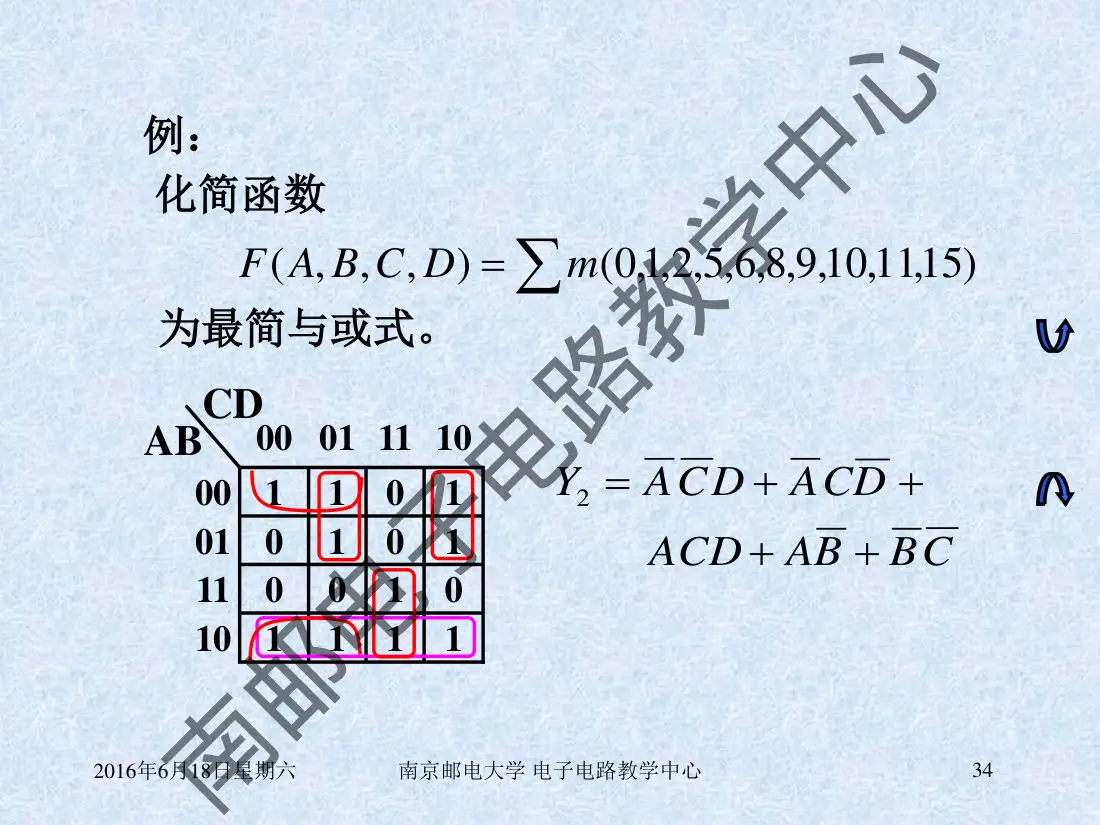 例：
化简函数
F(A,B,C,D)=∑m(0,1,2,5,6,8,9,10,11,15)
为最简与或式。
CD
AB 00 01 11 10
00 1 1 0 1
01 0 1 0 1
11 0 0 1 0
10 1 1 1 1
Y₂ = A̅ C̅ D + A̅ C D̅ +
ACD + A B̅ + B̅ C̅
南邮电子电路教学中心
2016年6月18日星期六 南京邮电大学 电子电路教学中心 34